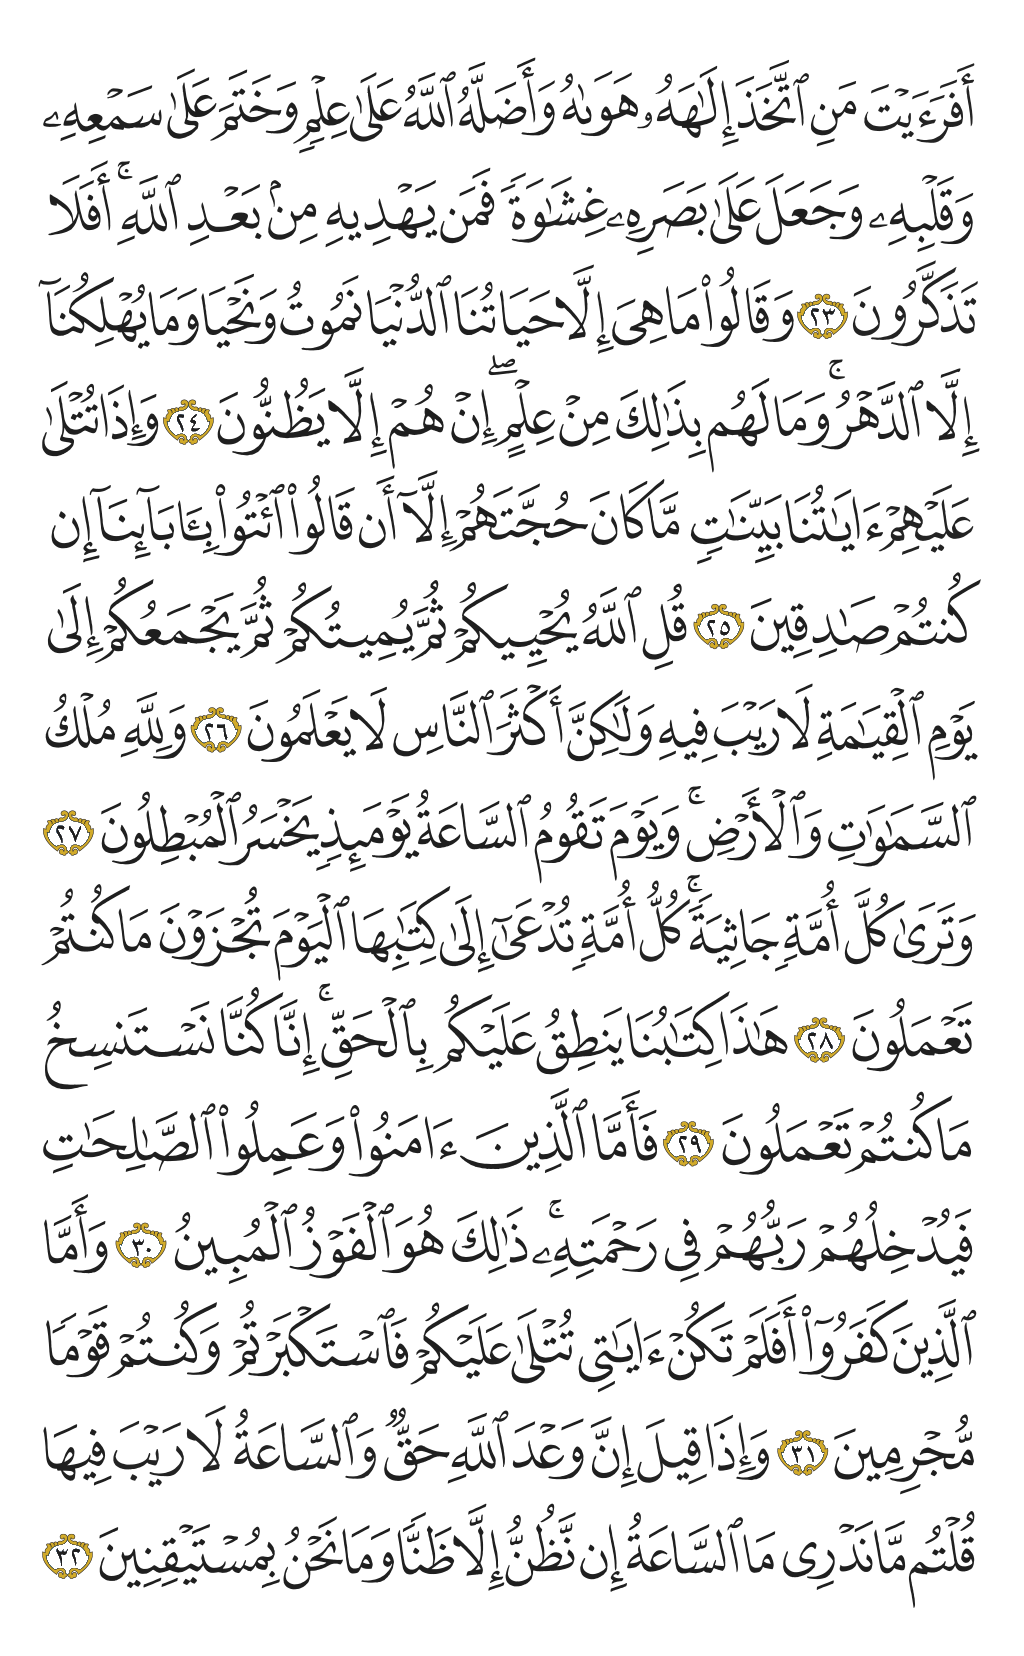 أَفَرَءَيْتَ مَنِ ٱتَّخَذَ إِلَٰهَهُۥ هَوَىٰهُ وَأَضَلَّهُ ٱللَّهُ عَلَىٰ عِلْمٍ وَخَتَمَ عَلَىٰ سَمْعِهِۦ
وَقَلْبِهِۦ وَجَعَلَ عَلَىٰ بَصَرِهِۦ غِشَٰوَةً فَمَن يَهْدِيهِ مِنۢ بَعْدِ ٱللَّهِ ۚ أَفَلَا
تَذَكَّرُونَ ٢٣ وَقَالُوا۟ مَا هِىَ إِلَّا حَيَاتُنَا ٱلدُّنْيَا نَمُوتُ وَنَحْيَا وَمَا يُهْلِكُنَآ
إِلَّا ٱلدَّهْرُ ۚ وَمَا لَهُم بِذَٰلِكَ مِنْ عِلْمٍ ۖ إِنْ هُمْ إِلَّا يَظُنُّونَ ٢٤ وَإِذَا تُتْلَىٰ
عَلَيْهِمْ ءَايَٰتُنَا بَيِّنَٰتٍ مَّا كَانَ حُجَّتَهُمْ إِلَّآ أَن قَالُوا۟ ٱئْتُوا۟ بِـَٔابَآئِنَآ إِن
كُنتُمْ صَٰدِقِينَ ٢٥ قُلِ ٱللَّهُ يُحْيِيكُمْ ثُمَّ يُمِيتُكُمْ ثُمَّ يَجْمَعُكُمْ إِلَىٰ
يَوْمِ ٱلْقِيَٰمَةِ لَا رَيْبَ فِيهِ وَلَٰكِنَّ أَكْثَرَ ٱلنَّاسِ لَا يَعْلَمُونَ ٢٦ وَلِلَّهِ مُلْكُ
ٱلسَّمَٰوَٰتِ وَٱلْأَرْضِ ۚ وَيَوْمَ تَقُومُ ٱلسَّاعَةُ يَوْمَئِذٍ يَخْسَرُ ٱلْمُبْطِلُونَ ٢٧
وَتَرَىٰ كُلَّ أُمَّةٍ جَاثِيَةً ۚ كُلُّ أُمَّةٍ تُدْعَىٰٓ إِلَىٰ كِتَٰبِهَا ٱلْيَوْمَ تُجْزَوْنَ مَا كُنتُمْ
تَعْمَلُونَ ٢٨ هَٰذَا كِتَٰبُنَا يَنطِقُ عَلَيْكُم بِٱلْحَقِّ ۚ إِنَّا كُنَّا نَسْتَنسِخُ
مَا كُنتُمْ تَعْمَلُونَ ٢٩ فَأَمَّا ٱلَّذِينَ ءَامَنُوا۟ وَعَمِلُوا۟ ٱلصَّٰلِحَٰتِ
فَيُدْخِلُهُمْ رَبُّهُمْ فِى رَحْمَتِهِۦ ۚ ذَٰلِكَ هُوَ ٱلْفَوْزُ ٱلْمُبِينُ ٣٠ وَأَمَّا
ٱلَّذِينَ كَفَرُوٓا۟ أَفَلَمْ تَكُنْ ءَايَٰتِى تُتْلَىٰ عَلَيْكُمْ فَٱسْتَكْبَرْتُمْ وَكُنتُمْ قَوْمًا
مُّجْرِمِينَ ٣١ وَإِذَا قِيلَ إِنَّ وَعْدَ ٱللَّهِ حَقٌّ وَٱلسَّاعَةُ لَا رَيْبَ فِيهَا
قُلْتُم مَّا نَدْرِى مَا ٱلسَّاعَةُ إِن نَّظُنُّ إِلَّا ظَنًّا وَمَا نَحْنُ بِمُسْتَيْقِنِينَ ٣٢